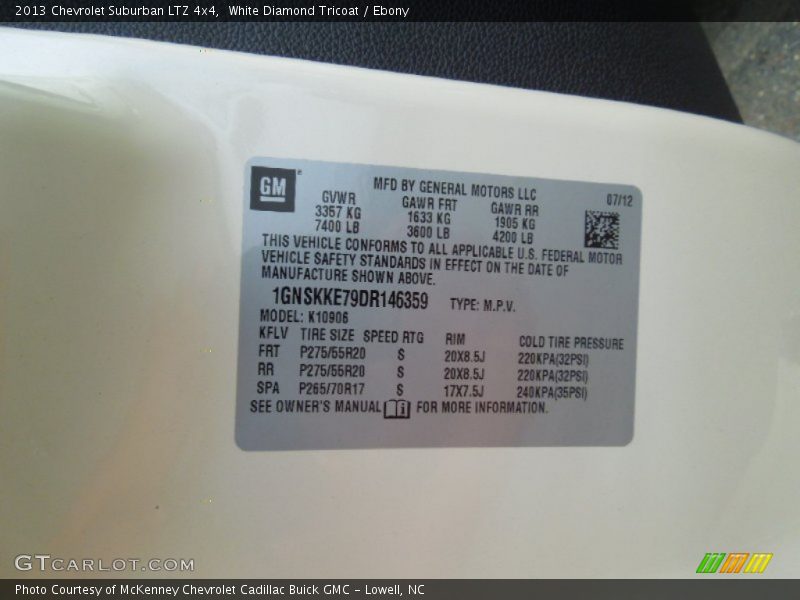 2013 Chevrolet Suburban LTZ 4x4, White Diamond Tricoat / Ebony
GM
MFD BY GENERAL MOTORS LLC
07/12
GVWR GAWR FRT GAWR RR
3357 KG 1633 KG 1905 KG
7400 LB 3600 LB 4200 LB
THIS VEHICLE CONFORMS TO ALL APPLICABLE U.S. FEDERAL MOTOR
VEHICLE SAFETY STANDARDS IN EFFECT ON THE DATE OF
MANUFACTURE SHOWN ABOVE.
1GNSKKE79DR146359 TYPE: M.P.V.
MODEL: K10906
KFLV TIRE SIZE SPEED RTG RIM COLD TIRE PRESSURE
FRT P275/55R20 S 20X8.5J 220KPA(32PSI)
RR P275/55R20 S 20X8.5J 220KPA(32PSI)
SPA P265/70R17 S 17X7.5J 240KPA(35PSI)
SEE OWNER'S MANUAL FOR MORE INFORMATION.
GTCARLOT.COM
Photo Courtesy of McKenney Chevrolet Cadillac Buick GMC - Lowell, NC